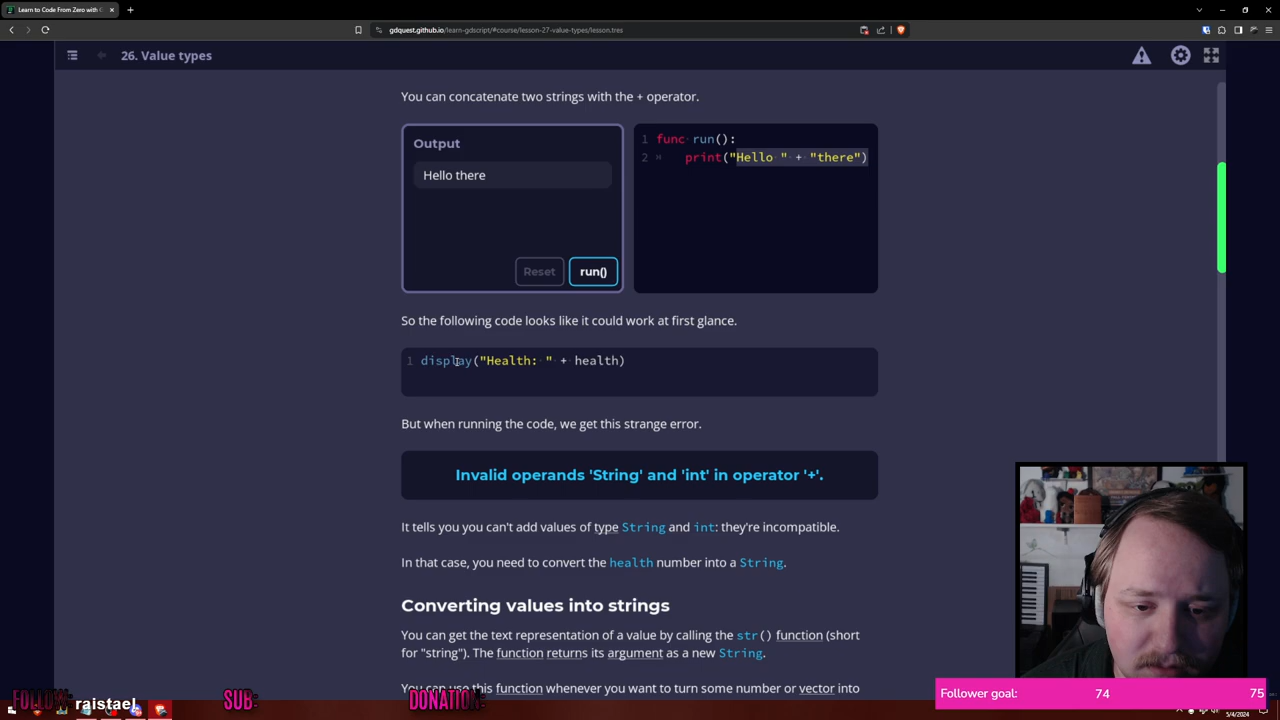 Learn to Code From Zero with G
gdquest.github.io/learn-gdscript/#course/lesson-27-value-types/lesson.tres
26. Value types
You can concatenate two strings with the + operator.
Output
Hello there
Reset run()
1 func run():
2 print("Hello " + "there")
So the following code looks like it could work at first glance.
1 display("Health: " + health)
But when running the code, we get this strange error.
Invalid operands 'String' and 'int' in operator '+'.
It tells you you can't add values of type String and int: they're incompatible.
In that case, you need to convert the health number into a String.
Converting values into strings
You can get the text representation of a value by calling the str() function (short
for "string"). The function returns its argument as a new String.
You can use this function whenever you want to turn some number or vector into
FOLLOW: raistael SUB: DONATION:
Follower goal: 74 75
5/4/2024